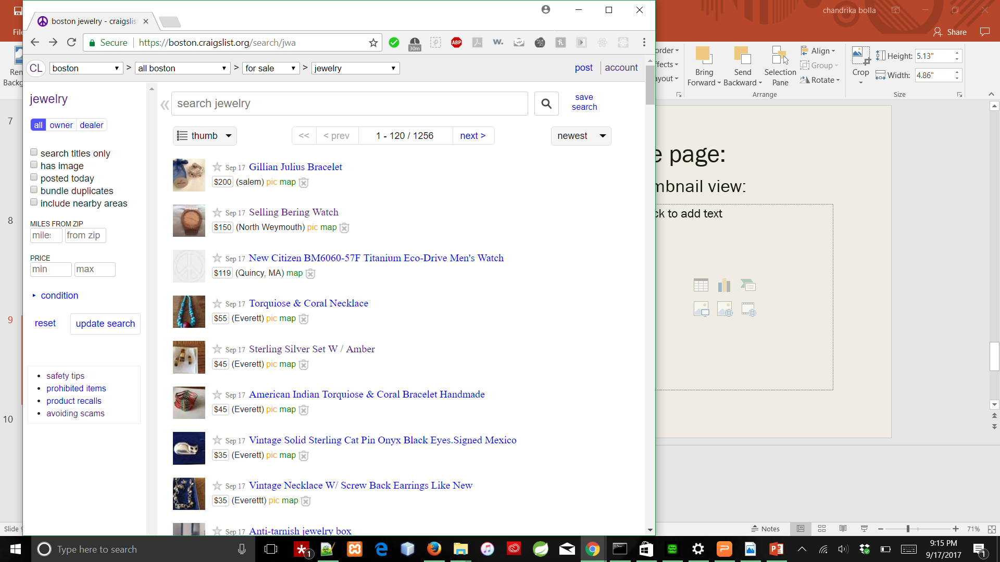 boston jewelry - craigslis
chandrika bolla
File
Share
Secure https://boston.craigslist.org/search/jwa
30m
ABP
w.
CL boston > all boston > for sale > jewelry
post account
order
Align
Height: 5.13"
ffects
Group
ayout
Rotate
Crop
Width: 4.86"
Bring Forward
Send Backward
Selection Pane
Arrange
Size
jewelry
all owner dealer
search titles only
has image
posted today
bundle duplicates
include nearby areas
MILES FROM ZIP
miles from zip
PRICE
min max
condition
reset update search
safety tips
prohibited items
product recalls
avoiding scams
search jewelry
save
search
thumb << < prev 1 - 120 / 1256 next > newest
Sep 17 Gillian Julius Bracelet
$200 (salem) pic map
Sep 17 Selling Bering Watch
$150 (North Weymouth) pic map
Sep 17 New Citizen BM6060-57F Titanium Eco-Drive Men's Watch
$119 (Quincy, MA) map
Sep 17 Torquiose & Coral Necklace
$55 (Everett) pic map
Sep 17 Sterling Silver Set W / Amber
$45 (Everett) pic map
Sep 17 American Indian Torquiose & Coral Bracelet Handmade
$45 (Everett) pic map
Sep 17 Vintage Solid Sterling Cat Pin Onyx Black Eyes.Signed Mexico
$35 (Everett) pic map
Sep 17 Vintage Necklace W/ Screw Back Earrings Like New
$35 (Everettt) pic map
Sep 17 Anti-tarnish jewelry box
7
8
9
10
e page:
mbnail view:
ck to add text
Slide 9
Notes
71%
Type here to search
9:15 PM
9/17/2017
1